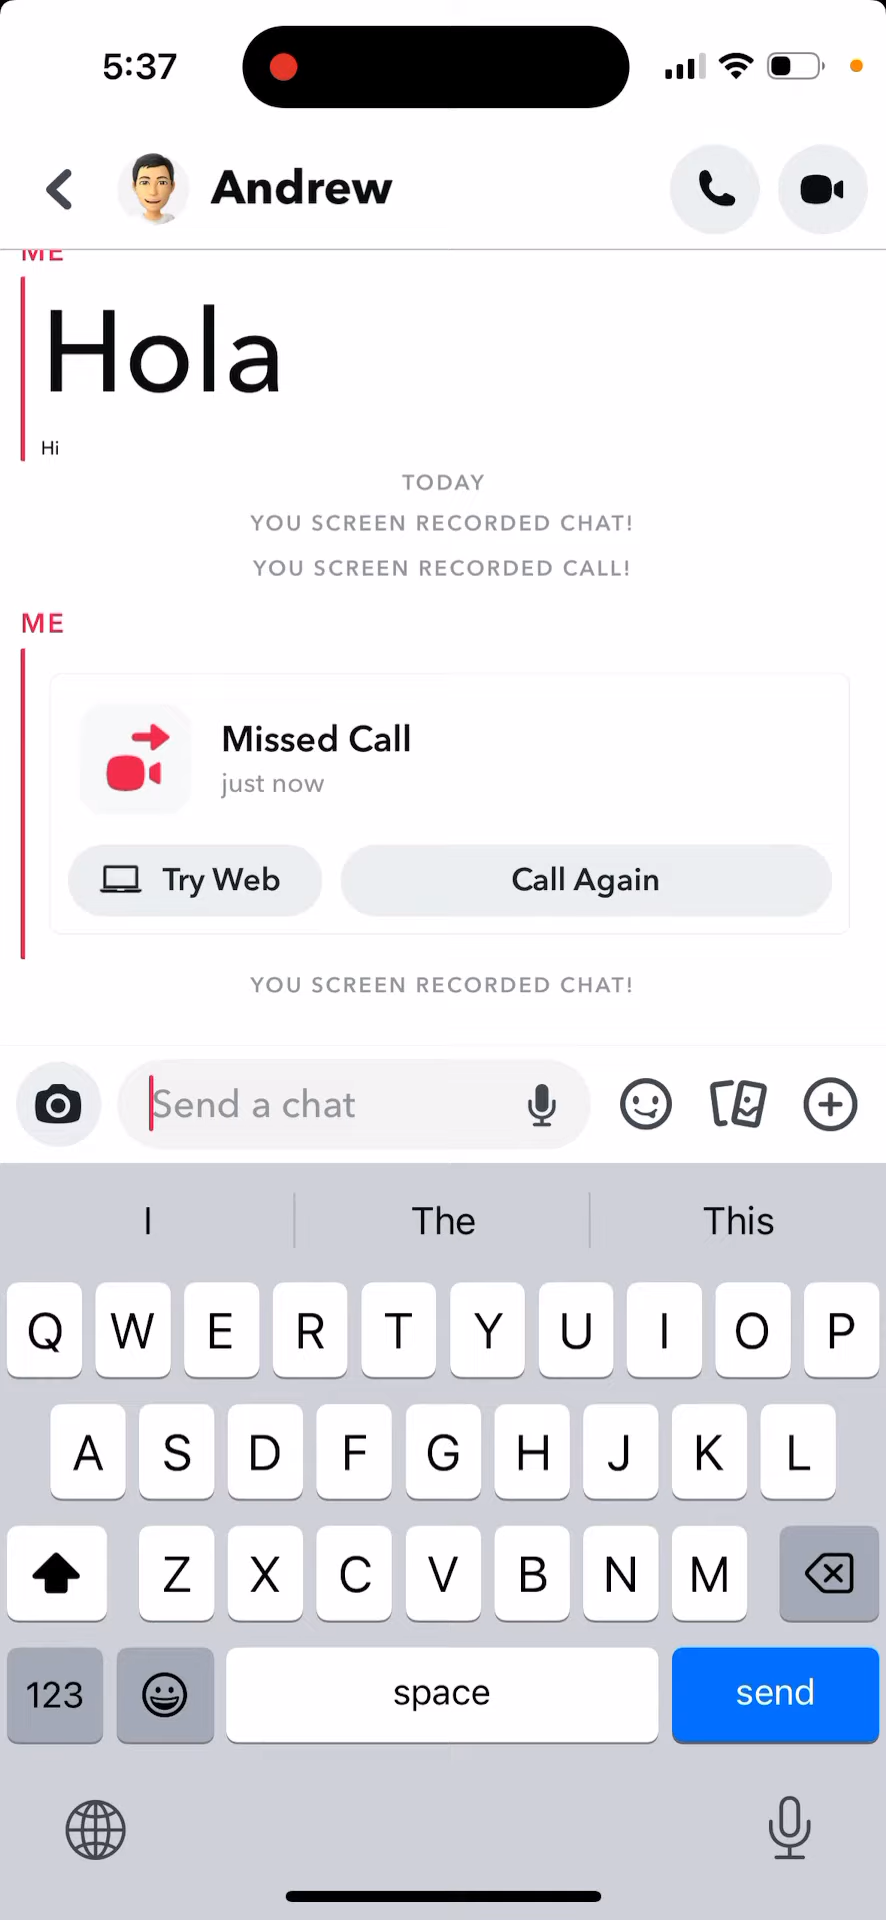 5:37
Andrew
ME
Hola
Hi
TODAY
YOU SCREEN RECORDED CHAT!
YOU SCREEN RECORDED CALL!
ME
Missed Call
just now
Try Web
Call Again
YOU SCREEN RECORDED CHAT!
Send a chat
I The This
Q W E R T Y U I O P
A S D F G H J K L
Z X C V B N M
123 space send